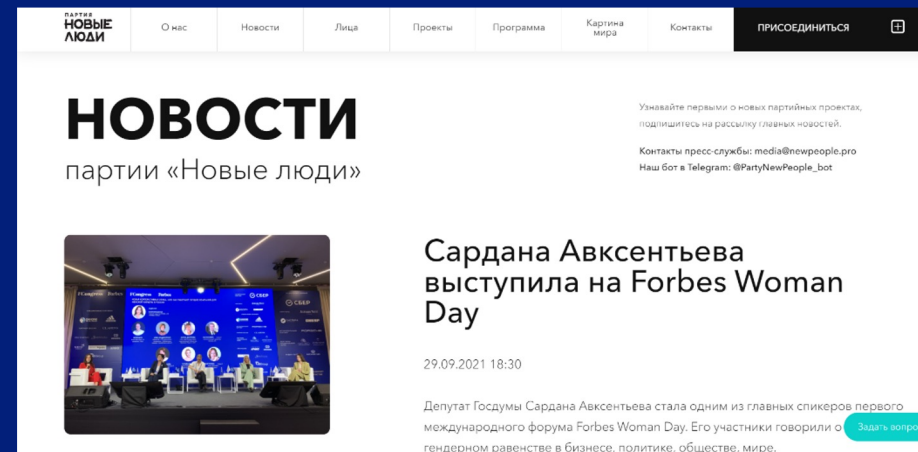 ПАРТИЯ
НОВЫЕ
ЛЮДИ
О нас
Новости
Лица
Проекты
Программа
Картина
мира
Контакты
ПРИСОЕДИНИТЬСЯ
НОВОСТИ
партии «Новые люди»
Узнавайте первыми о новых партийных проектах,
подпишитесь на рассылку главных новостей.
Контакты пресс-службы: media@newpeople.pro
Наш бот в Telegram: @PartyNewPeople_bot
Forbes
СБЕР
Сардана Авксентьева
выступила на Forbes Woman
Day
29.09.2021 18:30
Депутат Госдумы Сардана Авксентьева стала одним из главных спикеров первого
международного форума Forbes Woman Day. Его участники говорили о
Задать вопро
гендерном равенстве в бизнесе, политике, обществе, мире.